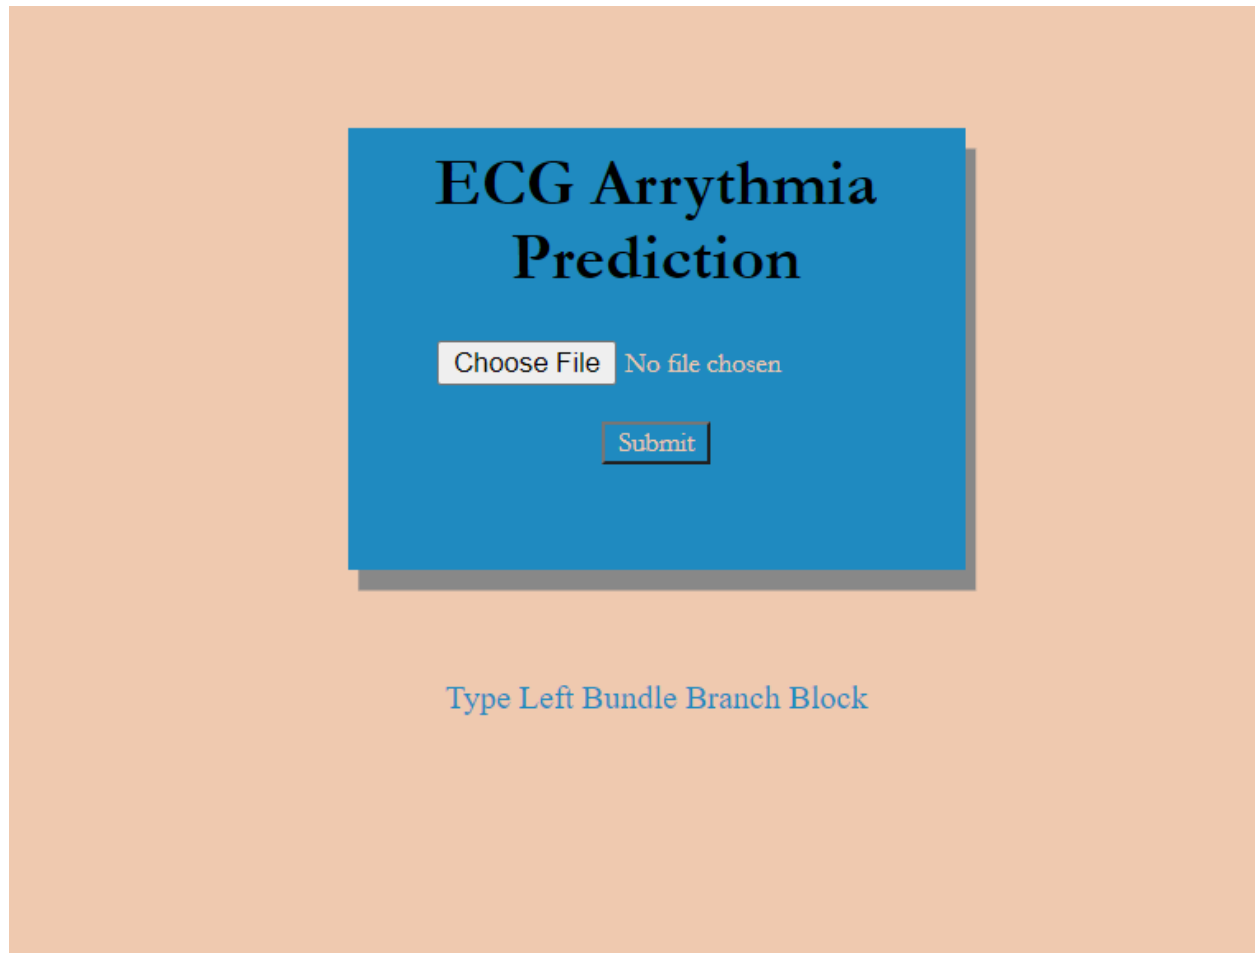 ECG Arrythmia
Prediction
Choose File No file chosen
Submit
Type Left Bundle Branch Block